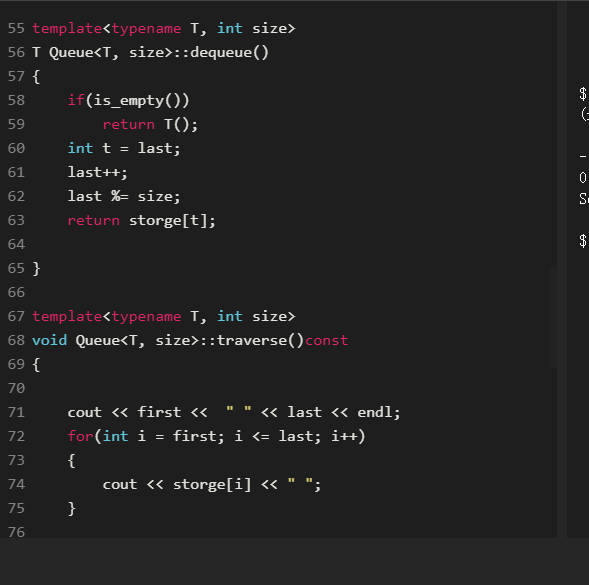 55 template<typename T, int size>
56 T Queue<T, size>::dequeue()
57 {
58     if(is_empty())
59         return T();
60     int t = last;
61     last++;
62     last %= size;
63     return storge[t];
64
65 }
66
67 template<typename T, int size>
68 void Queue<T, size>::traverse()const
69 {
70
71     cout << first <<  " " << last << endl;
72     for(int i = first; i <= last; i++)
73     {
74         cout << storge[i] << " ";
75     }
76
$
-
$